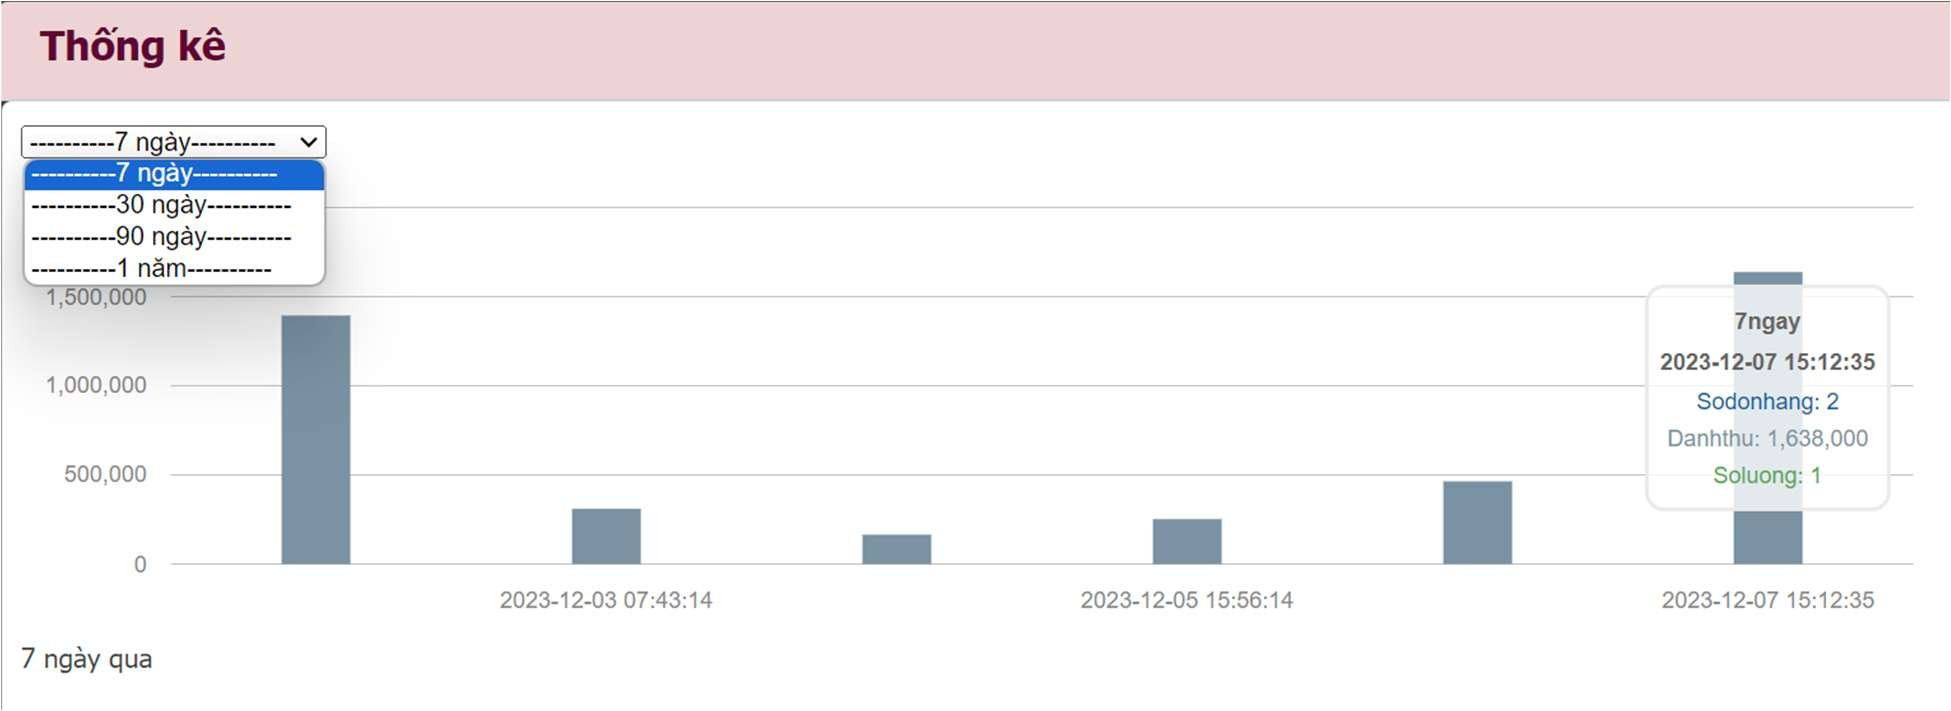 Thống kê
----------7 ngày----------
----------7 ngày----------
----------30 ngày----------
----------90 ngày----------
----------1 năm----------
1,500,000
1,000,000
500,000
0
7ngay
2023-12-07 15:12:35
Sodonhang: 2
Danhthu: 1,638,000
Soluong: 1
2023-12-03 07:43:14
2023-12-05 15:56:14
2023-12-07 15:12:35
7 ngày qua